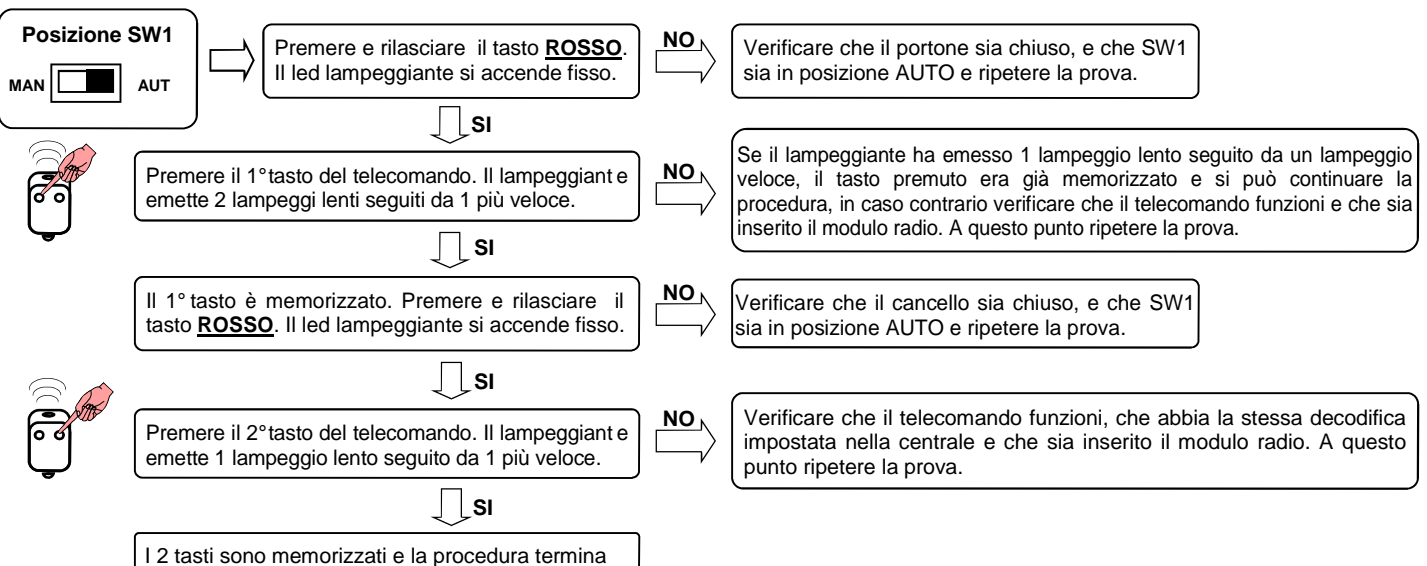 Posizione SW1
MAN AUT
Premere e rilasciare il tasto ROSSO.
Il led lampeggiante si accende fisso.
NO
Verificare che il portone sia chiuso, e che SW1
sia in posizione AUTO e ripetere la prova.
SI
Premere il 1° tasto del telecomando. Il lampeggiant e
emette 2 lampeggi lenti seguiti da 1 più veloce.
NO
Se il lampeggiante ha emesso 1 lampeggio lento seguito da un lampeggio
veloce, il tasto premuto era già memorizzato e si può continuare la
procedura, in caso contrario verificare che il telecomando funzioni e che sia
inserito il modulo radio. A questo punto ripetere la prova.
SI
Il 1° tasto è memorizzato. Premere e rilasciare il
tasto ROSSO. Il led lampeggiante si accende fisso.
NO
Verificare che il cancello sia chiuso, e che SW1
sia in posizione AUTO e ripetere la prova.
SI
Premere il 2° tasto del telecomando. Il lampeggiant e
emette 1 lampeggio lento seguito da 1 più veloce.
NO
Verificare che il telecomando funzioni, che abbia la stessa decodifica
impostata nella centrale e che sia inserito il modulo radio. A questo
punto ripetere la prova.
SI
I 2 tasti sono memorizzati e la procedura termina